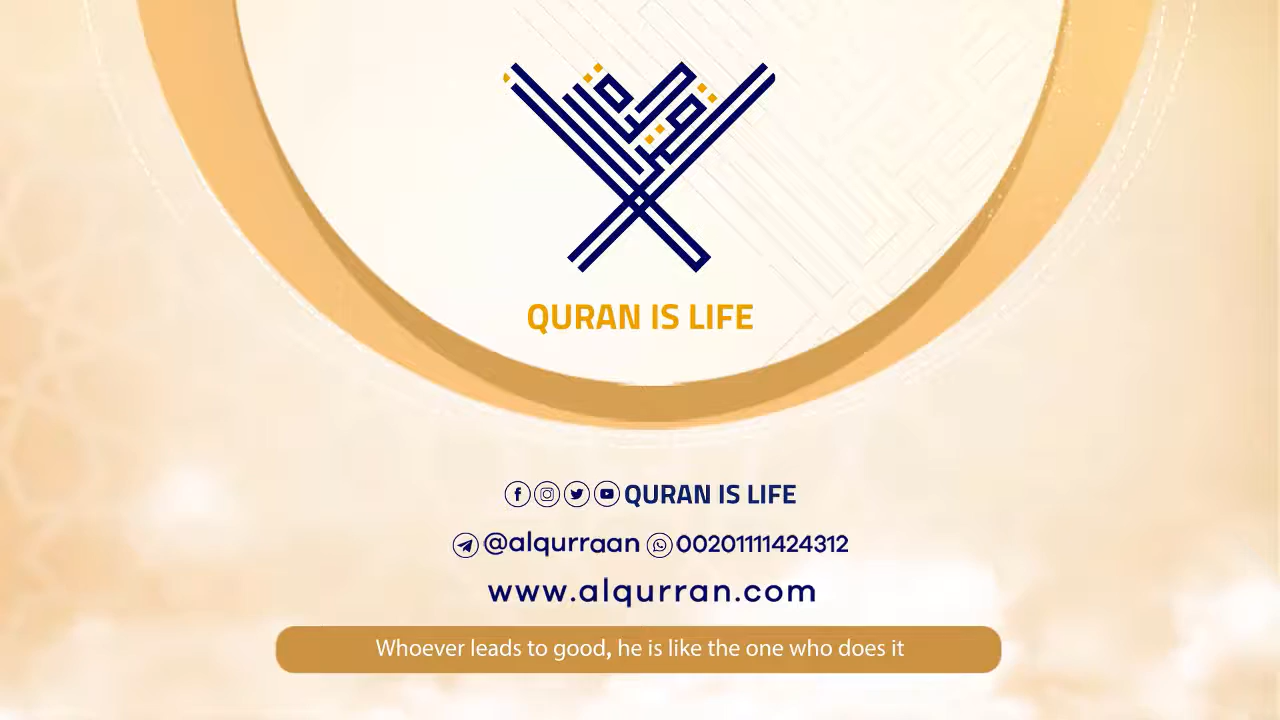 QURAN IS LIFE
QURAN IS LIFE
@alqurraan 00201111424312
www.alqurran.com
Whoever leads to good, he is like the one who does it